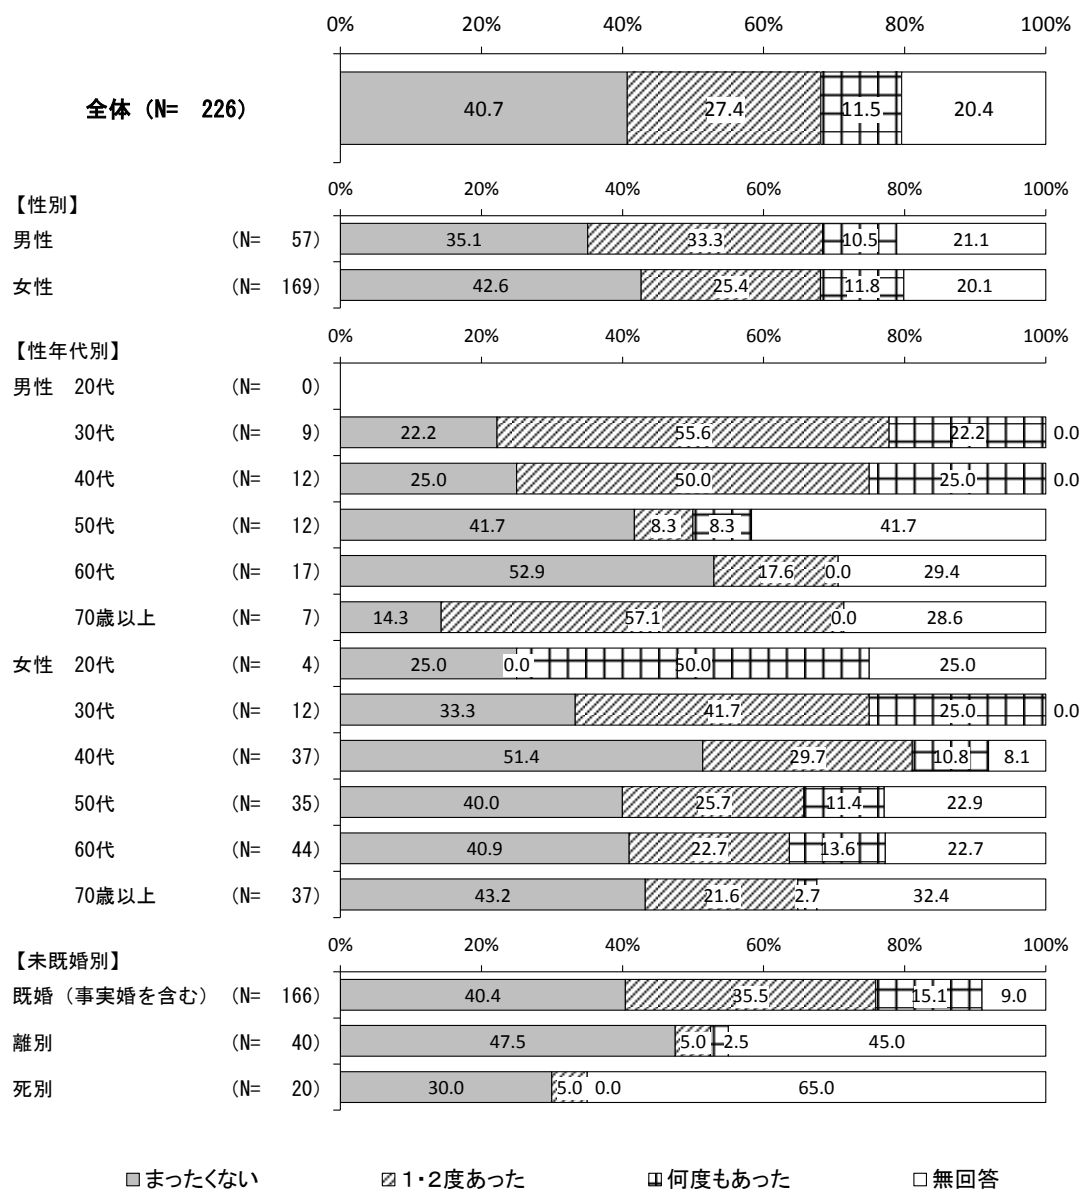 0% 20% 40% 60% 80% 100%
全体（N= 226） 40.7 27.4 11.5 20.4
0% 20% 40% 60% 80% 100%
【性別】
男性 （N= 57） 35.1 33.3 10.5 21.1
女性 （N= 169） 42.6 25.4 11.8 20.1
0% 20% 40% 60% 80% 100%
【性年代別】
男性 20代 （N= 0）
30代 （N= 9） 22.2 55.6 22.2 0.0
40代 （N= 12） 25.0 50.0 25.0 0.0
50代 （N= 12） 41.7 8.3 8.3 41.7
60代 （N= 17） 52.9 17.6 0.0 29.4
70歳以上 （N= 7） 14.3 57.1 0.0 28.6
女性 20代 （N= 4） 25.0 0.0 50.0 25.0
30代 （N= 12） 33.3 41.7 25.0 0.0
40代 （N= 37） 51.4 29.7 10.8 8.1
50代 （N= 35） 40.0 25.7 11.4 22.9
60代 （N= 44） 40.9 22.7 13.6 22.7
70歳以上 （N= 37） 43.2 21.6 2.7 32.4
0% 20% 40% 60% 80% 100%
【未既婚別】
既婚（事実婚を含む）（N= 166） 40.4 35.5 15.1 9.0
離別 （N= 40） 47.5 5.0 2.5 45.0
死別 （N= 20） 30.0 5.0 0.0 65.0
まったくない 1・2度あった 何度もあった 無回答